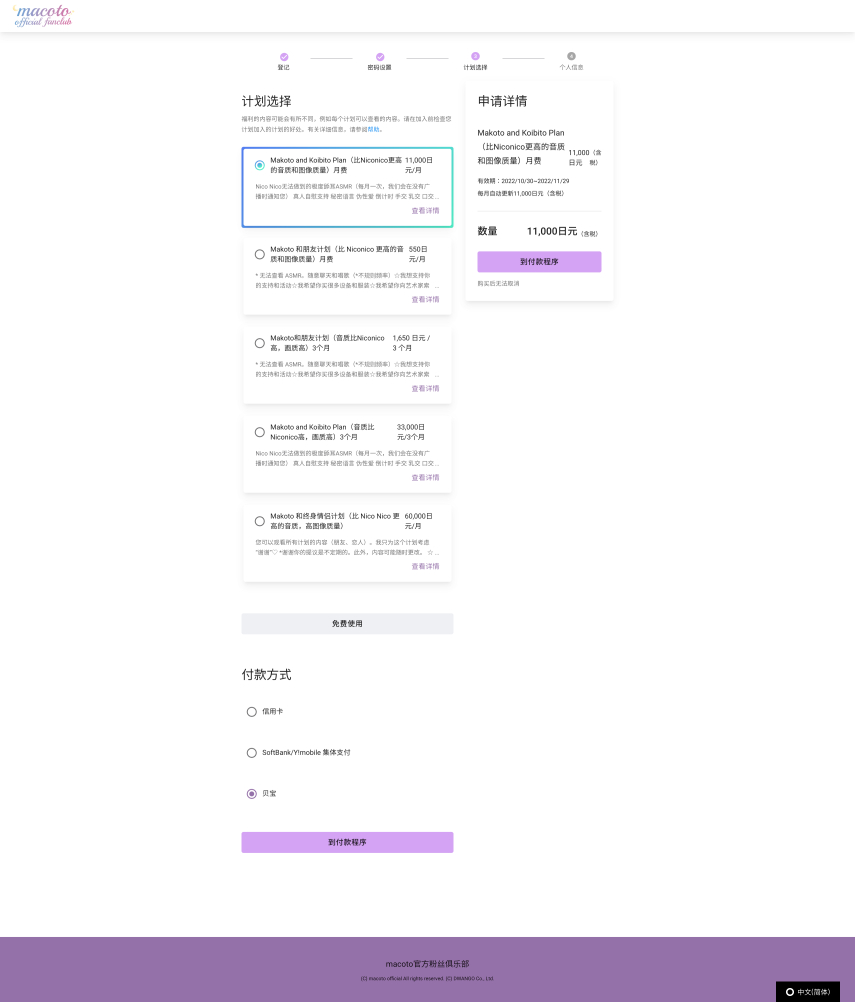 macoto
official fanclub
登记
密码设置
3
计划选择
4
个人信息
计划选择
福利的内容可能会有所不同，例如每个计划可以查看的内容。请在加入前检查您
计划加入的计划的好处。有关详细信息，请参阅帮助。
Makoto and Koibito Plan（比Niconico更高 11,000日
的音质和图像质量）月费 元/月
Nico Nico无法做到的极度舔耳ASMR（每月一次，我们会在没有广
播时通知您） 真人自慰支持 秘密谣言 伪性爱 倒计时 手交 乳交 口交...
查看详情
Makoto 和朋友计划（比 Niconico 更高的音 550日
质和图像质量）月费 元/月
* 无法查看 ASMR。随意聊天和唱歌（*不规则频率）☆我想支持你
的支持和活动☆我希望你买很多设备和服装☆我希望你向艺术家索 ...
查看详情
Makoto和朋友计划（音质比Niconico 1,650 日元 /
高，画质高）3个月 3 个月
* 无法查看 ASMR。随意聊天和唱歌（*不规则频率）☆我想支持你
的支持和活动☆我希望你买很多设备和服装☆我希望你向艺术家索 ...
查看详情
Makoto and Koibito Plan（音质比 33,000日
Niconico高，画质高）3个月 元/3个月
Nico Nico无法做到的极度舔耳ASMR（每月一次，我们会在没有广
播时通知您） 真人自慰支持 秘密谣言 伪性爱 倒计时 手交 乳交 口交...
查看详情
Makoto 和终身情侣计划（比 Nico Nico 更 60,000日
高的音质，高图像质量） 元/月
您可以观看所有计划的内容（朋友、恋人）。我只为这个计划考虑
“谢谢”♡ *谢谢你的提议是不定期的。此外，内容可能随时更改。 ☆ ...
查看详情
免费使用
付款方式
信用卡
SoftBank/Y!mobile 集体支付
贝宝
到付款程序
申请详情
Makoto and Koibito Plan
（比Niconico更高的音质 11,000（含
和图像质量）月费 日元 税）
有效期：2022/10/30~2022/11/29
每月自动更新11,000日元（含税）
数量 11,000日元（含税）
到付款程序
购买后无法取消
macoto官方粉丝俱乐部
(C) macoto official All rights reserved. (C) DWANGO Co., Ltd.
中文(简体)